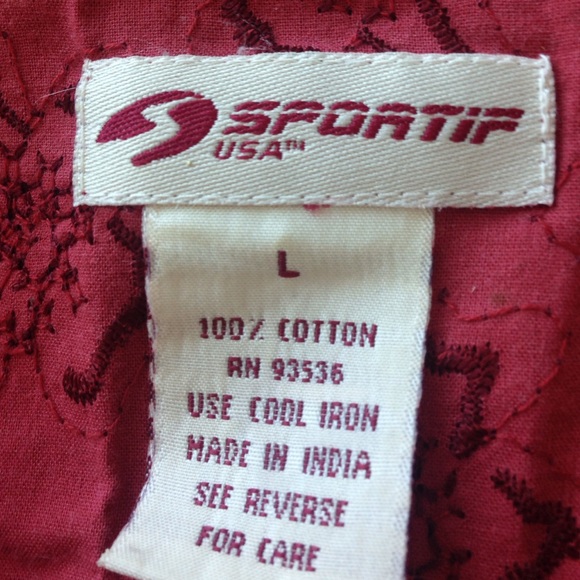 SPORTIF
USA™
L
100% COTTON
RN 93536
USE COOL IRON
MADE IN INDIA
SEE REVERSE
FOR CARE